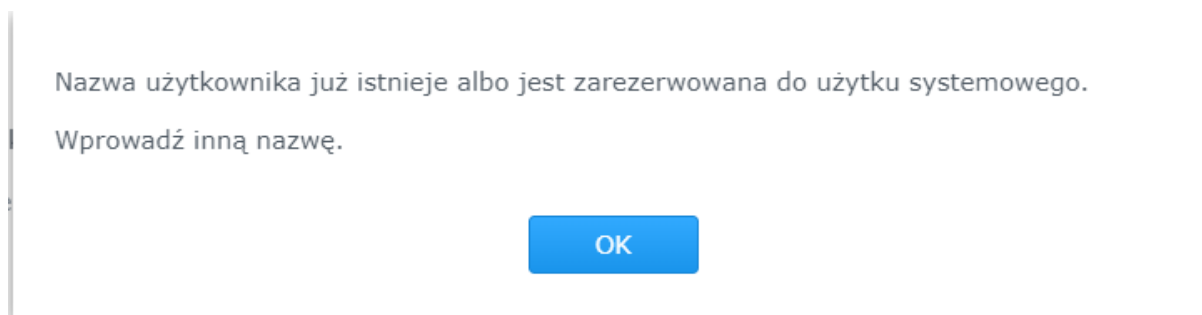 Nazwa użytkownika już istnieje albo jest zarezerwowana do użytku systemowego.
Wprowadź inną nazwę.
OK